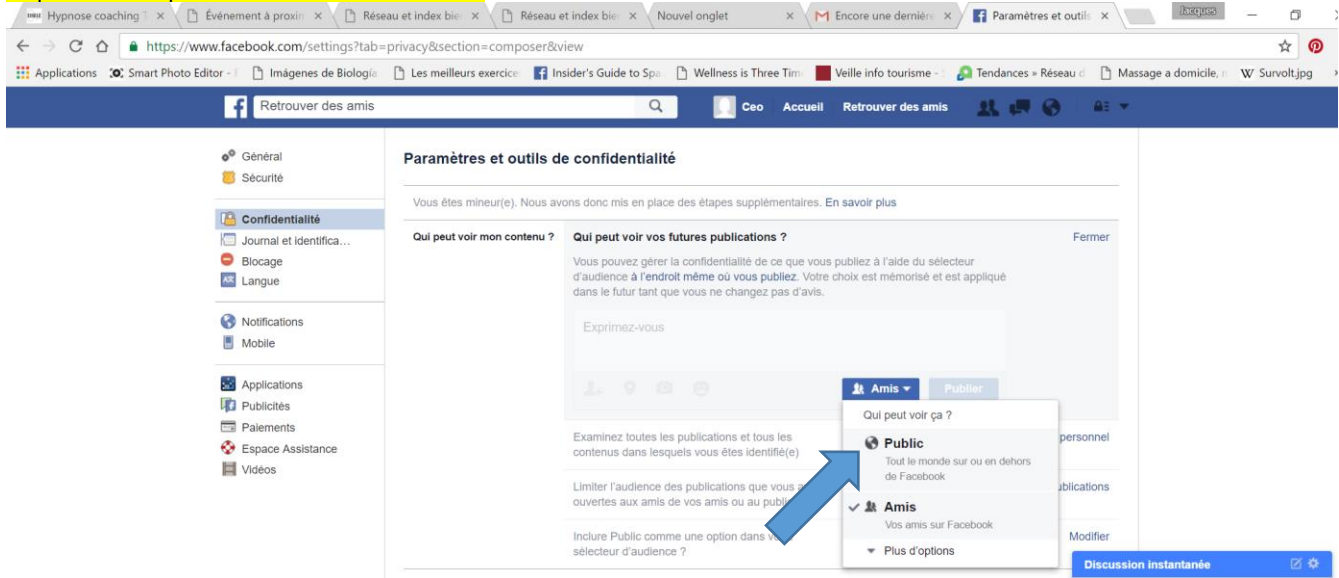 Hypnose coaching T
Événement à proxim
Réseau et index bien
Réseau et index bien
Nouvel onglet
Encore une dernière
Paramètres et outils
Jacques
https://www.facebook.com/settings?tab=privacy&section=composer&view
Applications
Smart Photo Editor -
Imágenes de Biología
Les meilleurs exercice
Insider's Guide to Spa
Wellness is Three Tim
Veille info tourisme -
Tendances » Réseau d
Massage a domicile,
Survolt.jpg
Retrouver des amis
Ceo
Accueil
Retrouver des amis
Général
Sécurité
Confidentialité
Journal et identifica…
Blocage
Langue
Notifications
Mobile
Applications
Publicités
Paiements
Espace Assistance
Vidéos
Paramètres et outils de confidentialité
Vous êtes mineur(e). Nous avons donc mis en place des étapes supplémentaires. En savoir plus
Qui peut voir mon contenu ?
Qui peut voir vos futures publications ?
Fermer
Vous pouvez gérer la confidentialité de ce que vous publiez à l'aide du sélecteur
d'audience à l'endroit même où vous publiez. Votre choix est mémorisé et est appliqué
dans le futur tant que vous ne changez pas d'avis.
Exprimez-vous
Amis
Publier
Qui peut voir ça ?
Public
Tout le monde sur ou en dehors
de Facebook
Amis
Vos amis sur Facebook
Plus d'options
Examinez toutes les publications et tous les
contenus dans lesquels vous êtes identifié(e)
personnel
Limiter l'audience des publications que vous
ouvertes aux amis de vos amis ou au
Inclure Public comme une option dans
sélecteur d'audience ?
Modifier
Discussion instantanée